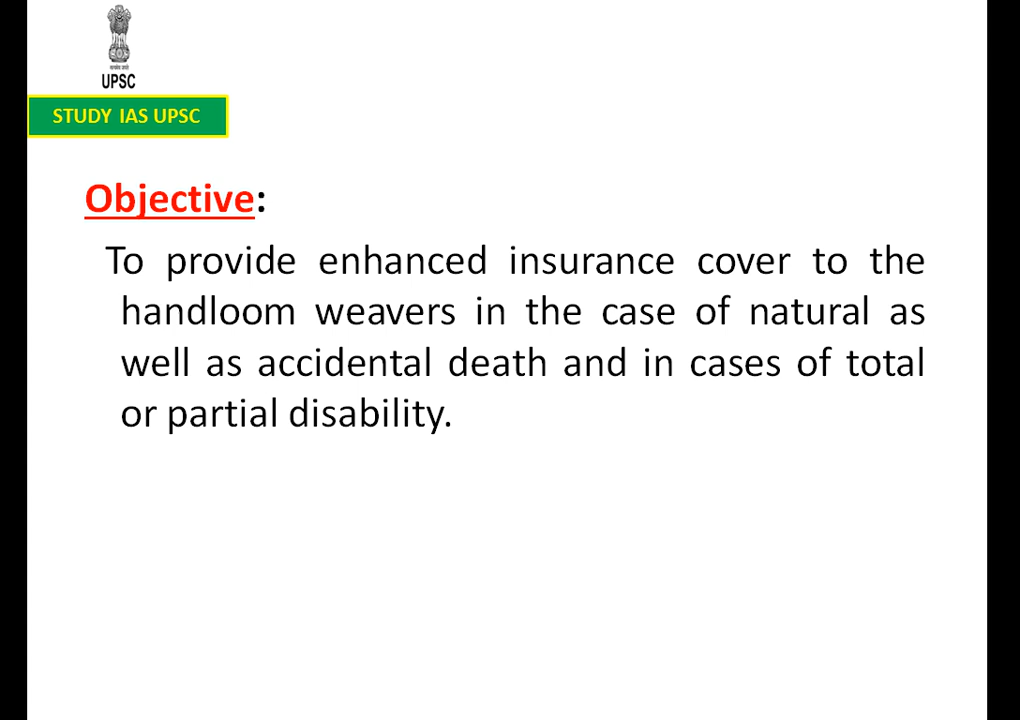 UPSC
STUDY IAS UPSC
Objective:
To provide enhanced insurance cover to the
handloom weavers in the case of natural as
well as accidental death and in cases of total
or partial disability.